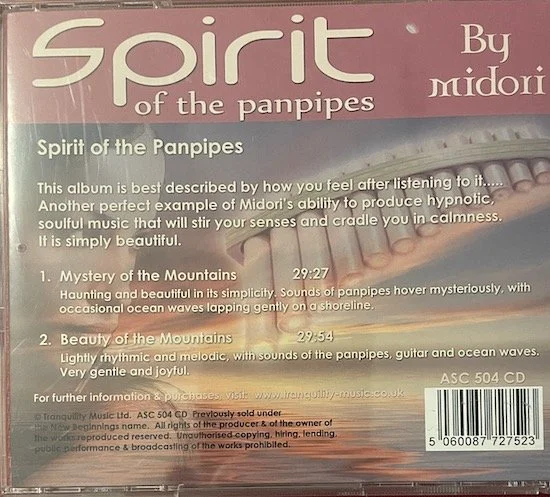 Spirit
of the panpipes
By
midori
Spirit of the Panpipes
This album is best described by how you feel after listening to it.....
Another perfect example of Midori's ability to produce hypnotic,
soulful music that will stir your senses and cradle you in calmness.
It is simply beautiful.
1. Mystery of the Mountains 29:27
Haunting and beautiful in its simplicity. Sounds of panpipes hover mysteriously, with
occasional ocean waves lapping gently on a shoreline.
2. Beauty of the Mountains 29:54
Lightly rhythmic and melodic, with sounds of the panpipes, guitar and ocean waves.
Very gentle and joyful.
ASC 504 CD
For further information & purchases, visit: www.tranquility-music.co.uk
© Tranquility Music Ltd. ASC 504 CD Previously sold under
the New Beginnings name. All rights of the producer & of the owner of
the works reproduced reserved. Unauthorised copying, hiring, lending,
public performance & broadcasting of the works prohibited.
5 060087 727523